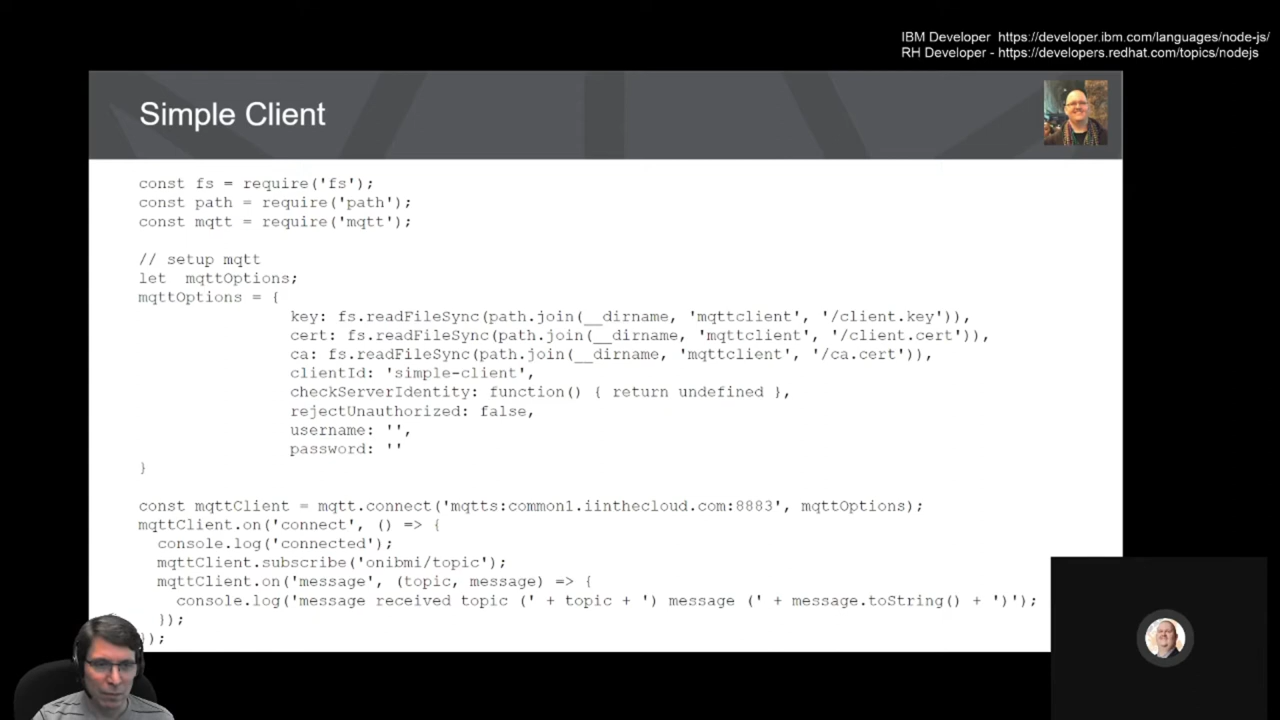 IBM Developer  https://developer.ibm.com/languages/node-js/
RH Developer - https://developers.redhat.com/topics/nodejs
Simple Client
const fs = require('fs');
const path = require('path');
const mqtt = require('mqtt');
// setup mqtt
let  mqttOptions;
mqttOptions = {
key: fs.readFileSync(path.join(__dirname, 'mqttclient', '/client.key')),
cert: fs.readFileSync(path.join(__dirname, 'mqttclient', '/client.cert')),
ca: fs.readFileSync(path.join(__dirname, 'mqttclient', '/ca.cert')),
clientId: 'simple-client',
checkServerIdentity: function() { return undefined },
rejectUnauthorized: false,
username: '',
password: ''
}
const mqttClient = mqtt.connect('mqtts:common1.iinthecloud.com:8883', mqttOptions);
mqttClient.on('connect', () => {
console.log('connected');
mqttClient.subscribe('onibmi/topic');
mqttClient.on('message', (topic, message) => {
console.log('message received topic (' + topic + ') message (' + message.toString() + ')');
});
});